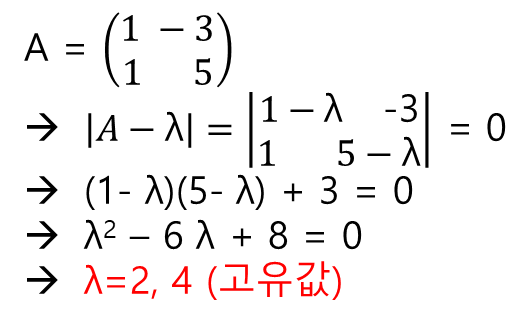 A = (1 − 3
1 5)
→ |A − λ| = |1 − λ -3
1 5 − λ| = 0
→ (1- λ)(5- λ) + 3 = 0
→ λ² − 6 λ + 8 = 0
→ λ=2, 4 (고유값)